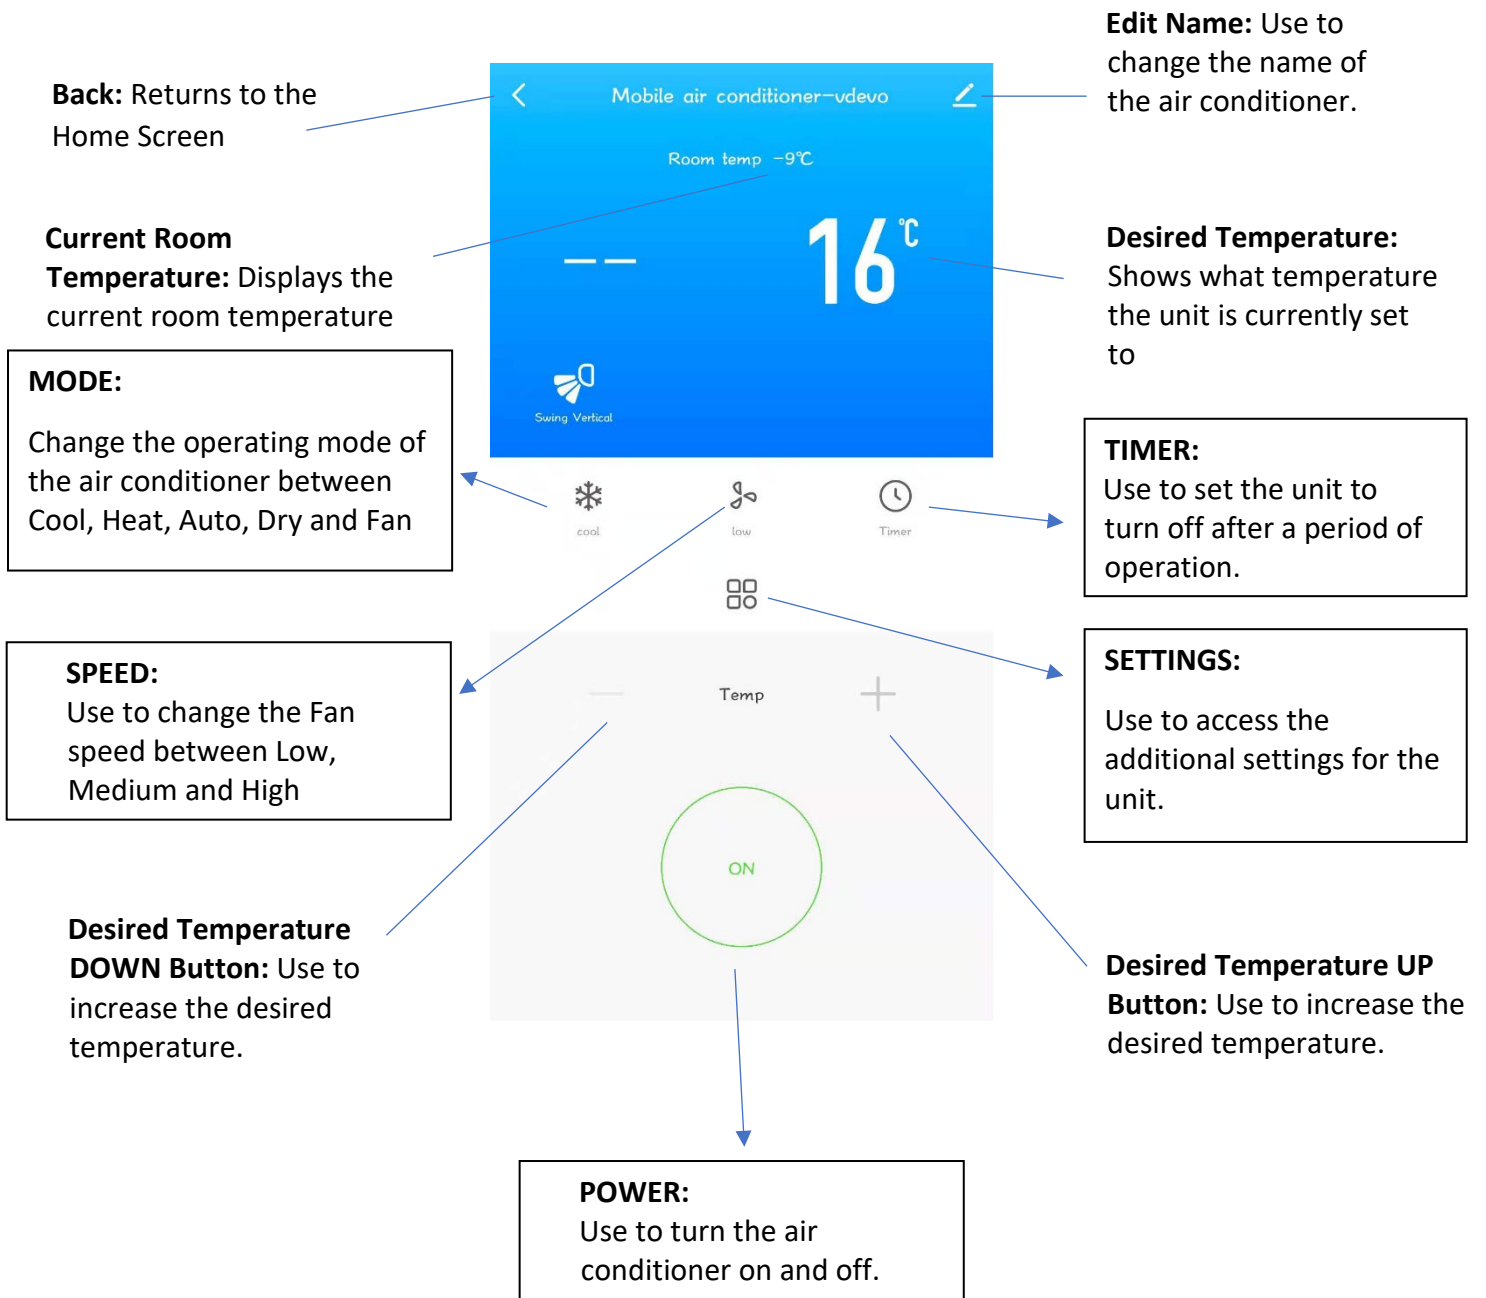 Edit Name: Use to
change the name of
the air conditioner.
Back: Returns to the
Home Screen
Mobile air conditioner-vdevo
Room temp -9℃
Current Room
Temperature: Displays the
current room temperature
-- 16℃
Desired Temperature:
Shows what temperature
the unit is currently set
to
Swing Vertical
MODE:
Change the operating mode of
the air conditioner between
Cool, Heat, Auto, Dry and Fan
cool
low
Timer
TIMER:
Use to set the unit to
turn off after a period of
operation.
SPEED:
Use to change the Fan
speed between Low,
Medium and High
Temp
SETTINGS:
Use to access the
additional settings for the
unit.
ON
Desired Temperature
DOWN Button: Use to
increase the desired
temperature.
Desired Temperature UP
Button: Use to increase the
desired temperature.
POWER:
Use to turn the air
conditioner on and off.